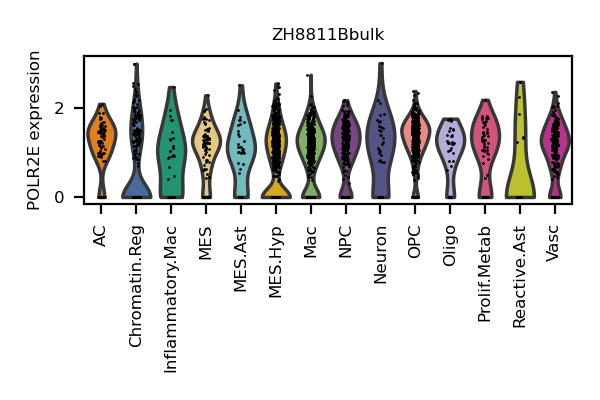 ZH8811Bbulk
POLR2E expression
2
0
AC
Chromatin.Reg
Inflammatory.Mac
MES
MES.Ast
MES.Hyp
Mac
NPC
Neuron
OPC
Oligo
Prolif.Metab
Reactive.Ast
Vasc